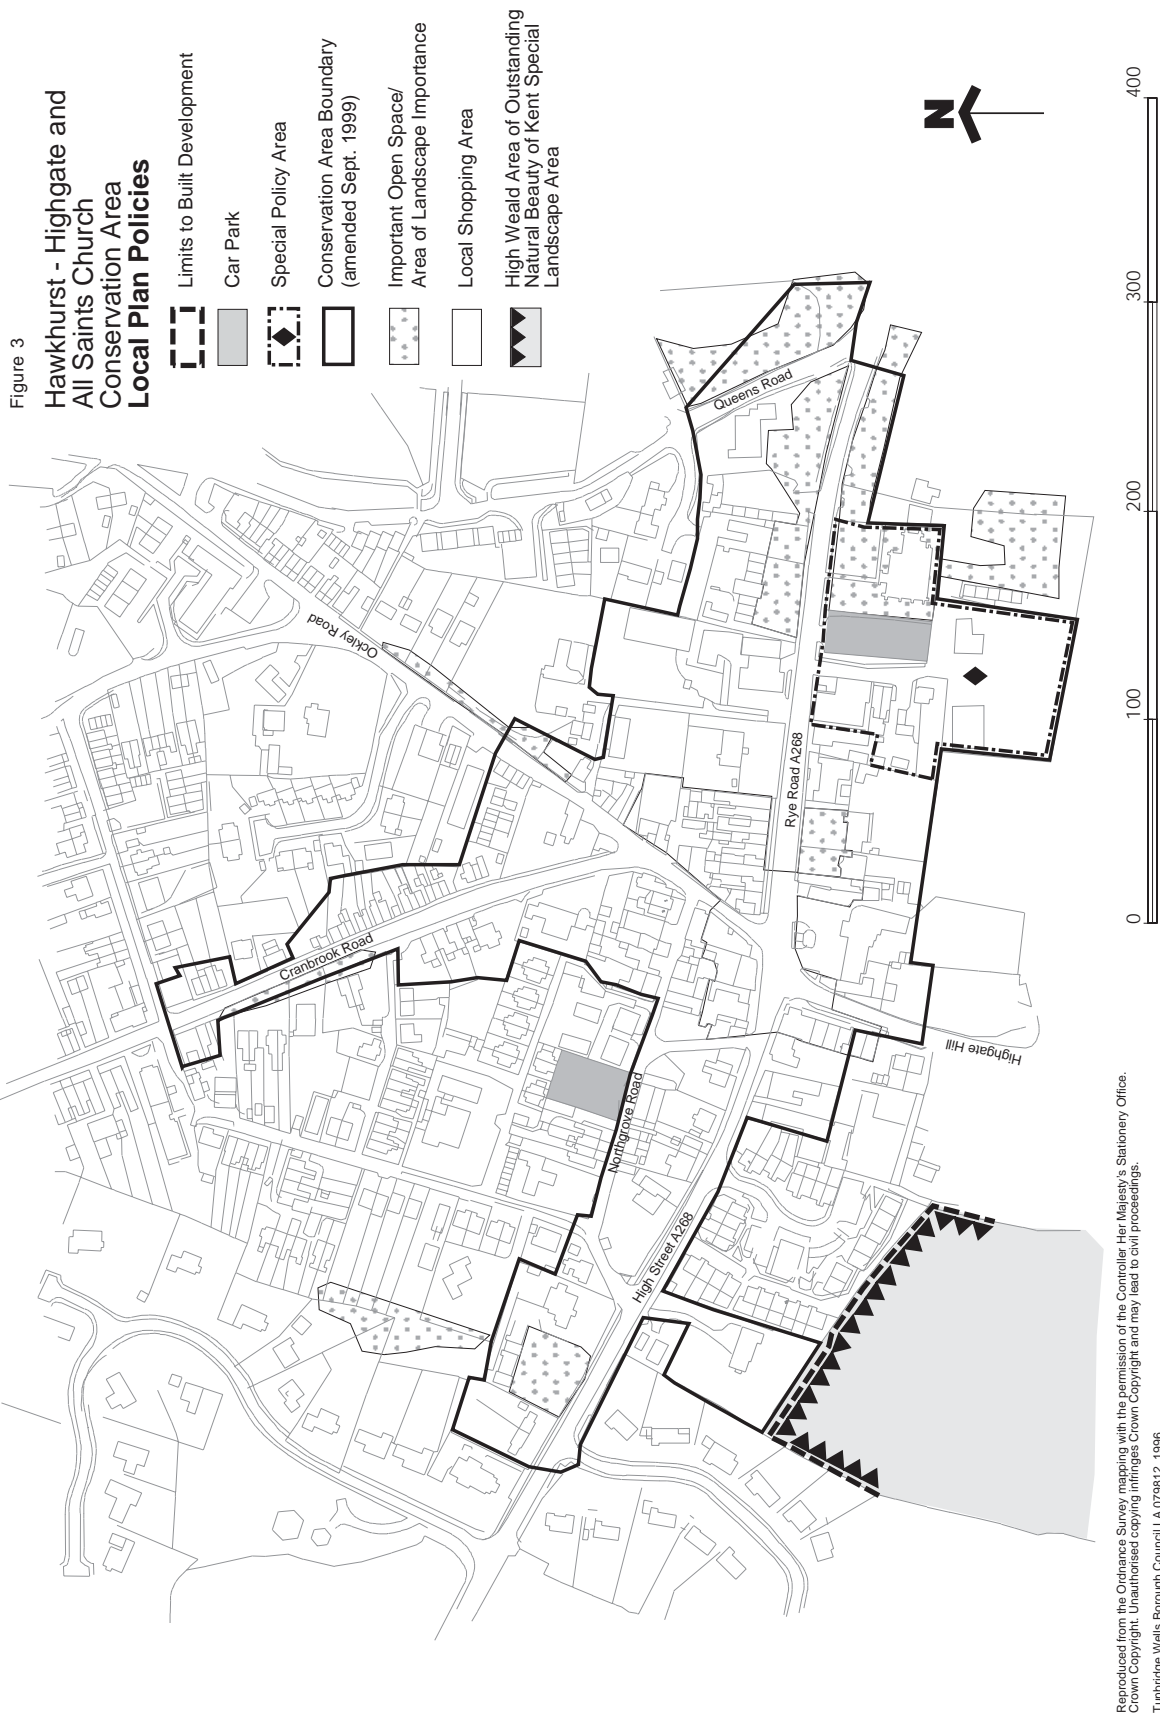 Figure 3
Hawkhurst - Highgate and
All Saints Church
Conservation Area
Local Plan Policies
Limits to Built Development
Car Park
Special Policy Area
Conservation Area Boundary
(amended Sept. 1999)
Important Open Space/
Area of Landscape Importance
Local Shopping Area
High Weald Area of Outstanding
Natural Beauty of Kent Special
Landscape Area
N
Ockley Road
Queens Road
Cranbrook Road
Rye Road A268
Northgrove Road
High Street A268
Highgate Hill
0 100 200 300 400
Reproduced from the Ordnance Survey mapping with the permission of the Controller Her Majesty's Stationery Office.
Crown Copyright. Unauthorised copying infringes Crown Copyright and may lead to civil proceedings.
Tunbridge Wells Borough Council LA 079812, 1996